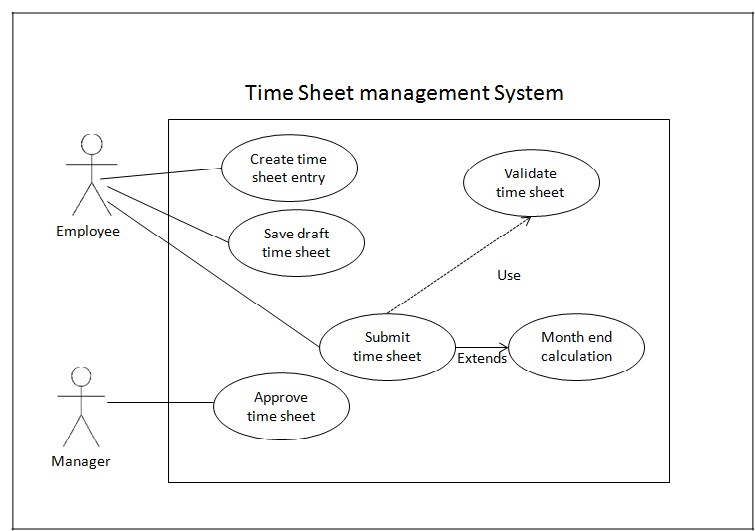 Time Sheet management System
Create time
sheet entry
Validate
time sheet
Employee
Save draft
time sheet
Use
Submit
time sheet
Extends
Month end
calculation
Approve
time sheet
Manager